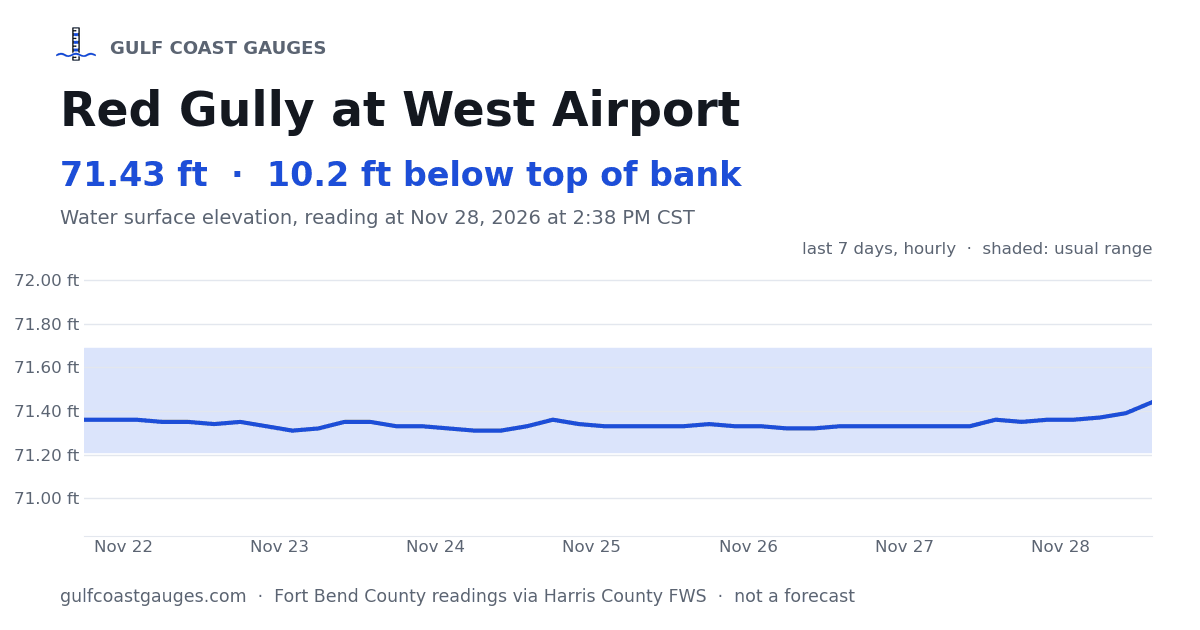 GULF COAST GAUGES
Red Gully at West Airport
71.43 ft · 10.2 ft below top of bank
Water surface elevation, reading at Nov 28, 2026 at 2:38 PM CST
last 7 days, hourly · shaded: usual range
72.00 ft
71.80 ft
71.60 ft
71.40 ft
71.20 ft
71.00 ft
Nov 22 Nov 23 Nov 24 Nov 25 Nov 26 Nov 27 Nov 28
gulfcoastgauges.com · Fort Bend County readings via Harris County FWS · not a forecast